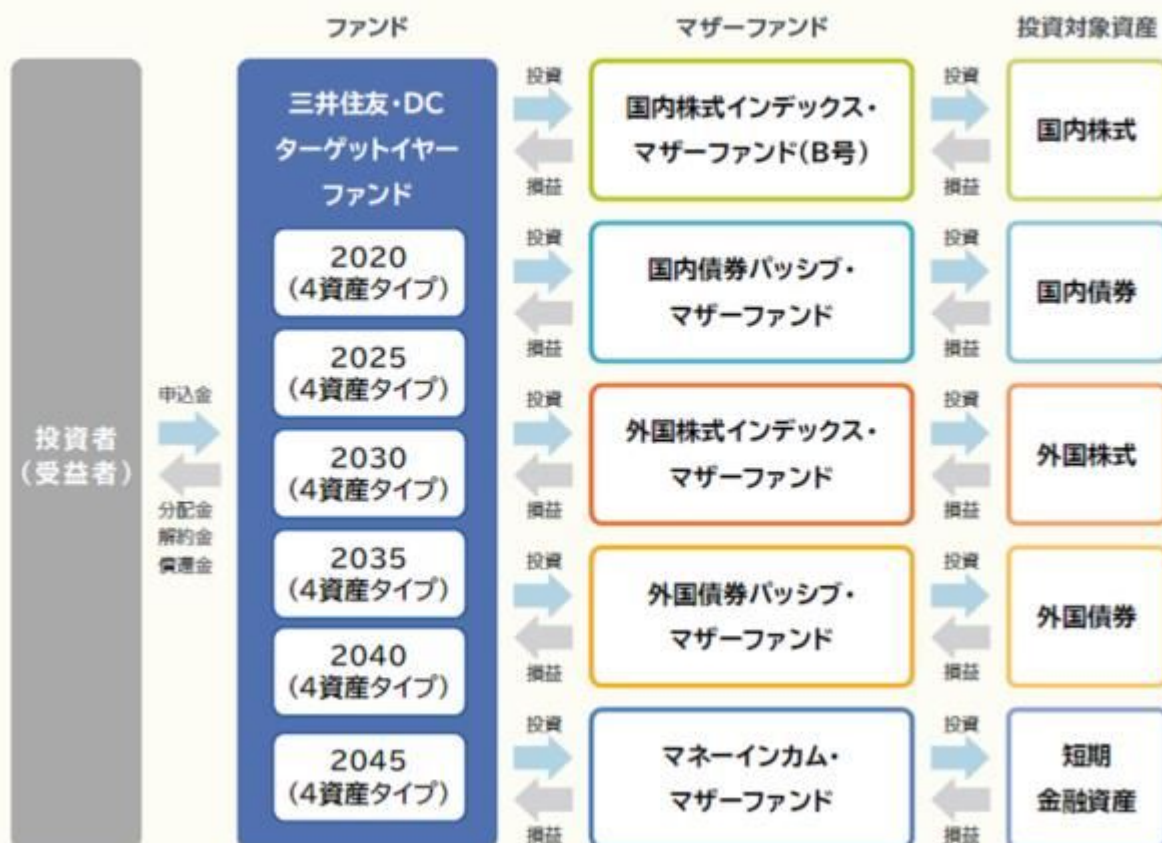 ファンド
マザーファンド
投資対象資産
投資者
(受益者)
申込金
分配金
解約金
償還金
三井住友・DC
ターゲットイヤー
ファンド
2020
(4資産タイプ)
2025
(4資産タイプ)
2030
(4資産タイプ)
2035
(4資産タイプ)
2040
(4資産タイプ)
2045
(4資産タイプ)
投資
損益
国内株式インデックス・
マザーファンド(B号)
投資
損益
国内株式
投資
損益
国内債券パッシブ・
マザーファンド
投資
損益
国内債券
投資
損益
外国株式インデックス・
マザーファンド
投資
損益
外国株式
投資
損益
外国債券パッシブ・
マザーファンド
投資
損益
外国債券
投資
損益
マネーインカム・
マザーファンド
投資
損益
短期
金融資産